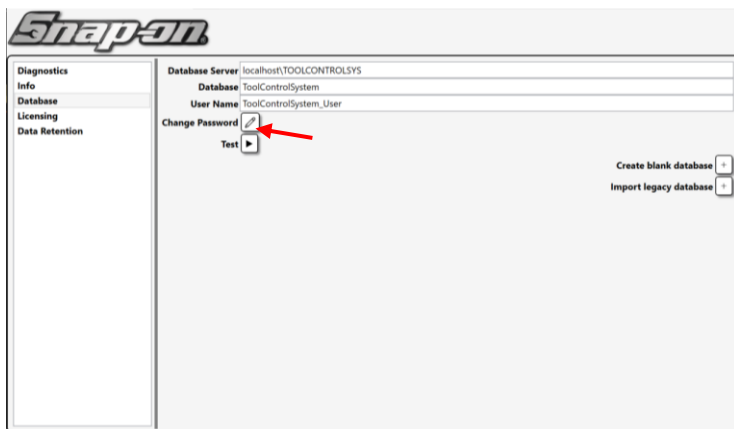 Snap-on
Diagnostics
Info
Database
Licensing
Data Retention
Database Server localhost\TOOLCONTROLSYS
Database ToolControlSystem
User Name ToolControlSystem_User
Change Password
Test
Create blank database +
Import legacy database +